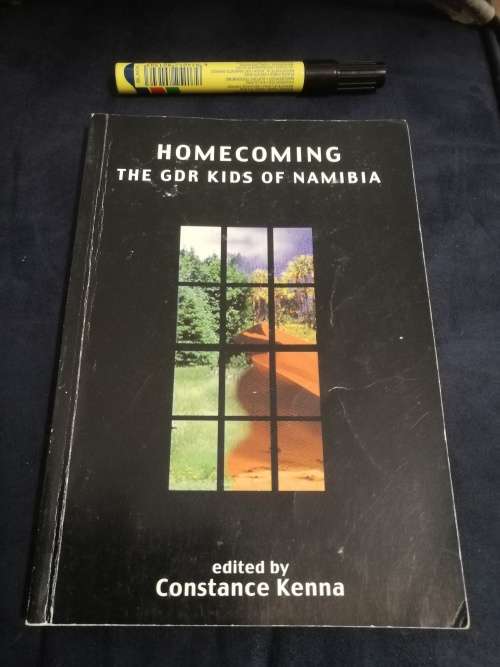 HOMECOMING
THE GDR KIDS OF NAMIBIA
edited by
Constance Kenna